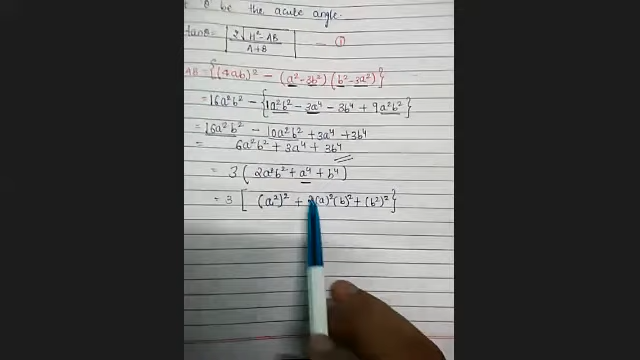 θ be the acute angle.
tanθ = | 2√H²-AB / A+B | — ①
AB = {(4ab)² - (a²-3b²)(b²-3a²)}
= 16a²b² - {1a²b² - 3a⁴ - 3b⁴ + 9a²b²}
= 16a²b² - 10a²b² + 3a⁴ + 3b⁴
= 6a²b² + 3a⁴ + 3b⁴
= 3 ( 2a²b² + a⁴ + b⁴ )
= 3 [ (a²)² + 2(a)²(b)² + (b²)² }